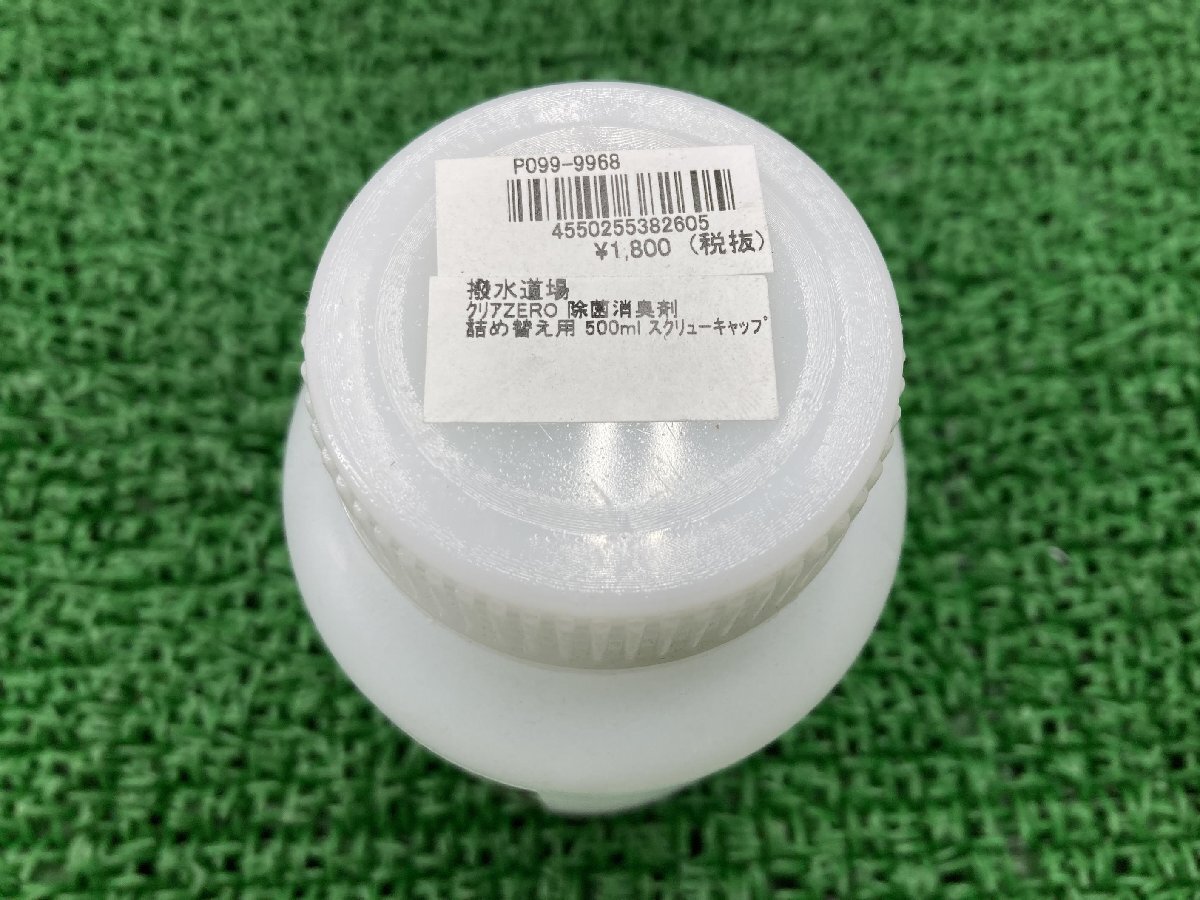 P099-9968
4550255382605
¥1,800 (税抜)
撥水道場
ｸﾘｱZERO 除菌消臭剤
詰め替え用 500ml スクリューキャップ